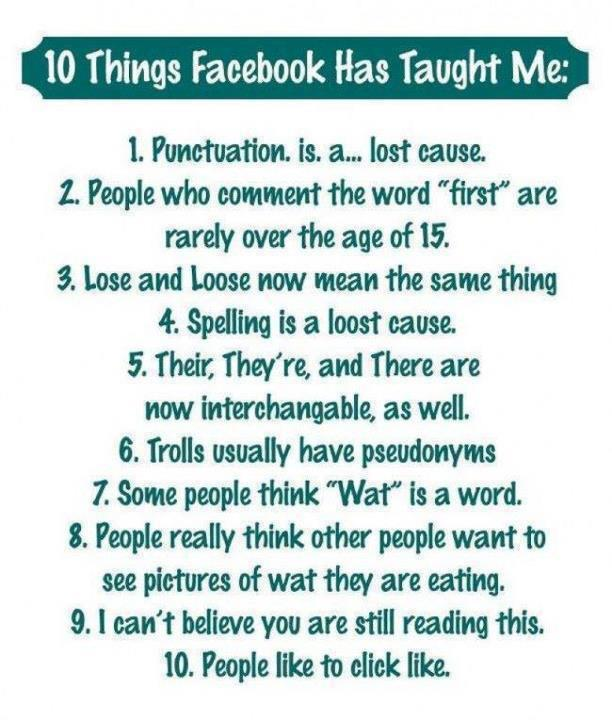 10 Things Facebook Has Taught Me:
1. Punctuation. is. a... lost cause.
2. People who comment the word “first” are
rarely over the age of 15.
3. Lose and Loose now mean the same thing
4. Spelling is a loost cause.
5. Their, They’re, and There are
now interchangable, as well.
6. Trolls usually have pseudonyms
7. Some people think “Wat” is a word.
8. People really think other people want to
see pictures of wat they are eating.
9. I can’t believe you are still reading this.
10. People like to click like.